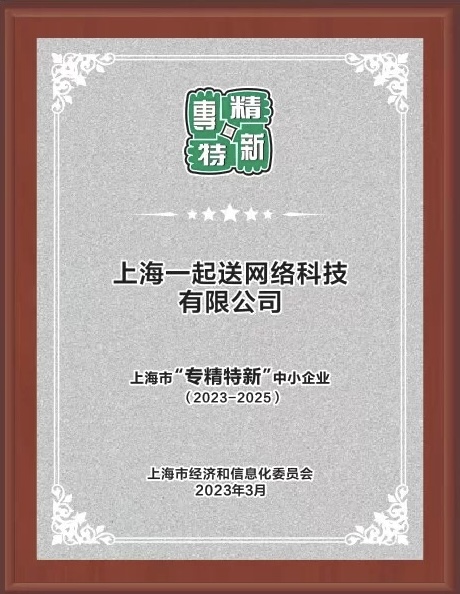 專精
特新
上海一起送网络科技
有限公司
上海市“专精特新”中小企业
（2023-2025）
上海市经济和信息化委员会
2023年3月